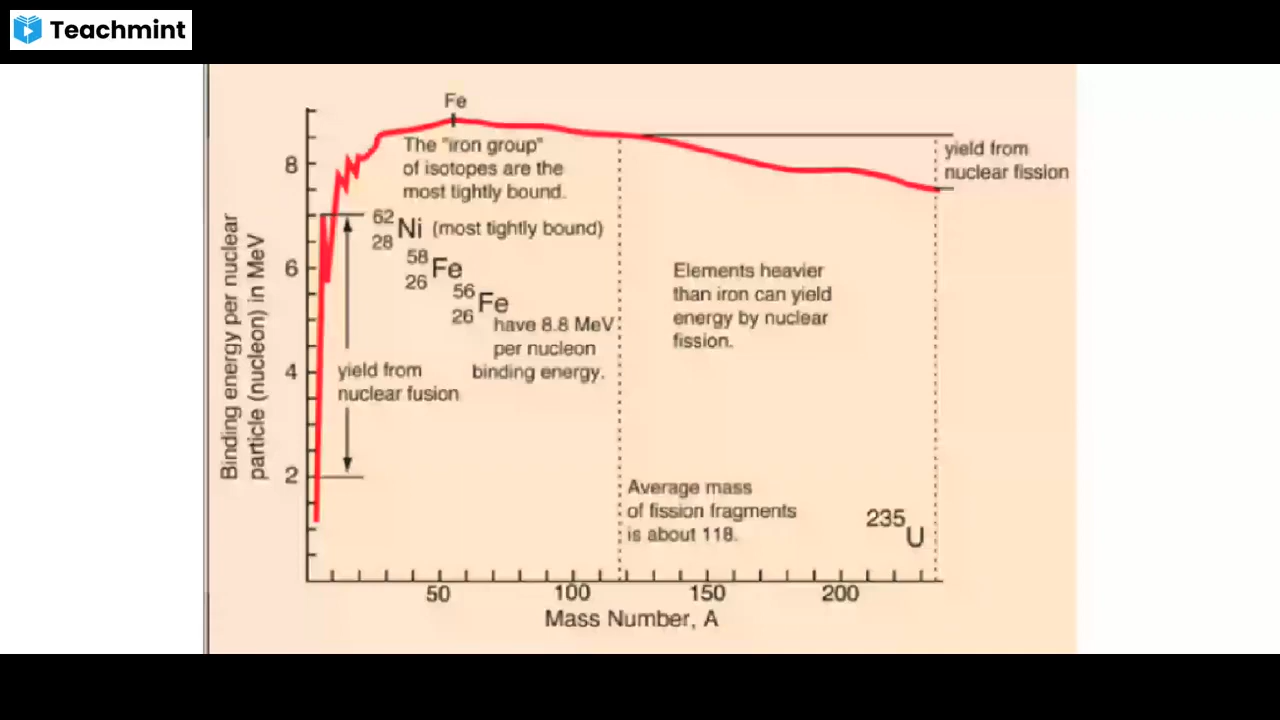 Teachmint
Fe
The "iron group"
of isotopes are the
most tightly bound.
62
28 Ni (most tightly bound)
58
26 Fe
56
26 Fe
have 8.8 MeV
per nucleon
binding energy.
yield from
nuclear fusion
yield from
nuclear fission
Elements heavier
than iron can yield
energy by nuclear
fission.
Average mass
of fission fragments
is about 118.
235
U
8
6
4
2
Binding energy per nuclear
particle (nucleon) in MeV
50 100 150 200
Mass Number, A